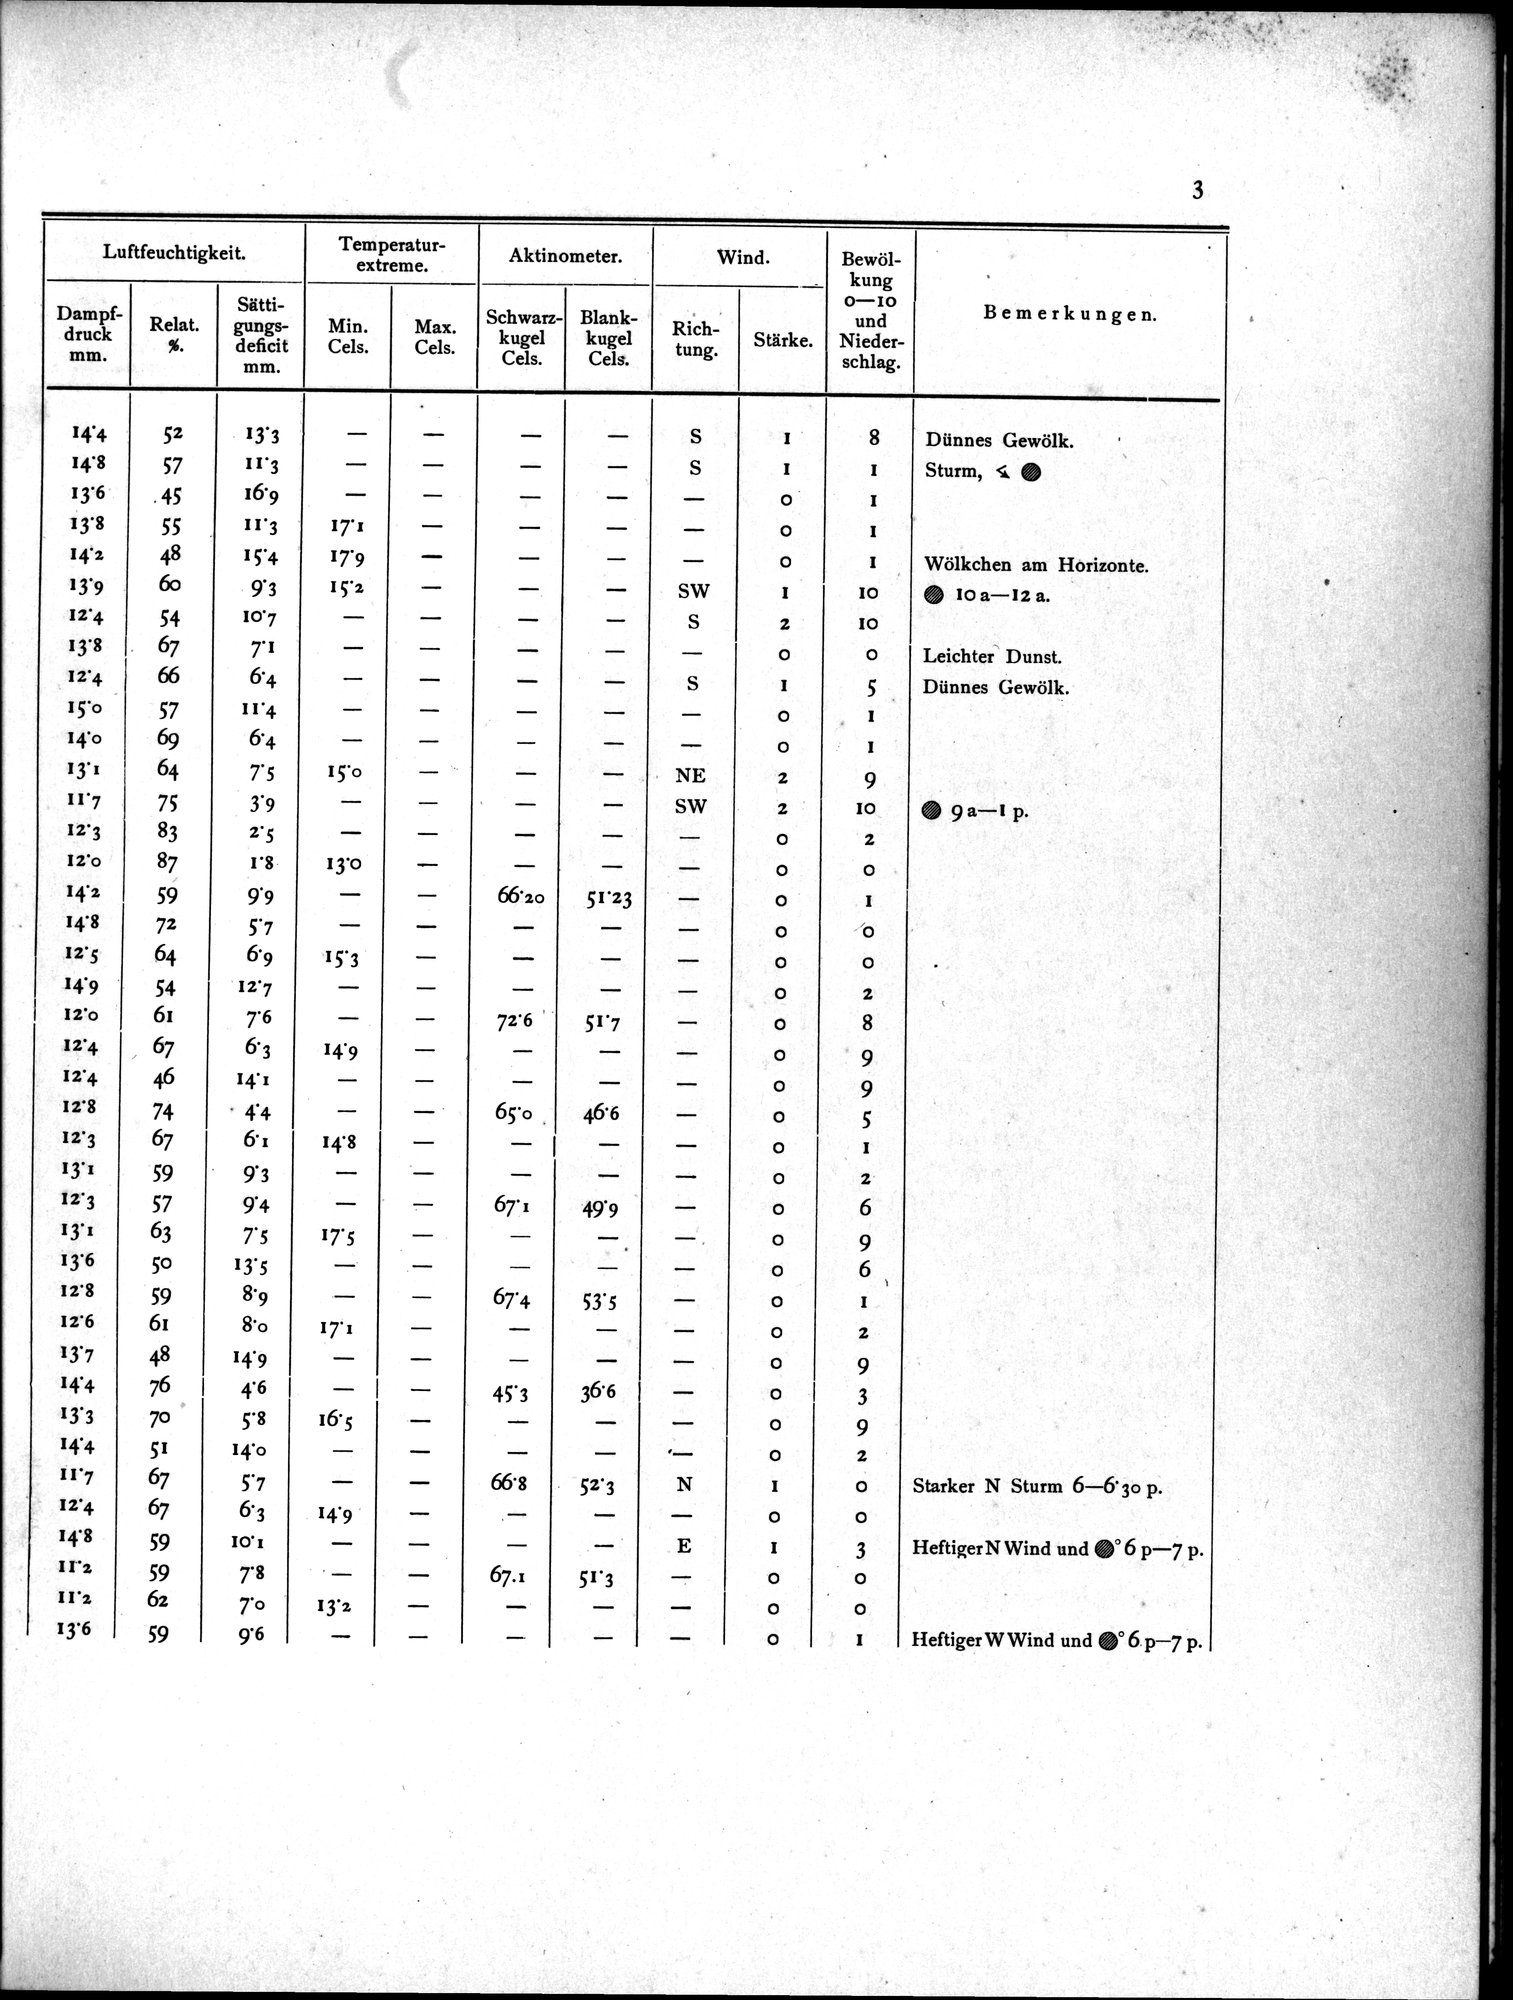 3
Luftfeuchtigkeit. Temperatur-extreme. Aktinometer. Wind. Bewölkung 0—10 und Niederschlag. Bemerkungen.
Dampfdruck mm. Relat. %. Sättigungsdeficit mm. Min. Cels. Max. Cels. Schwarzkugel Cels. Blankkugel Cels. Richtung. Stärke.
14·4 52 13·3 — — — — S 1 8 Dünnes Gewölk.
14·8 57 11·3 — — — — S 1 1 Sturm,
13·6 45 16·9 — — — — — 0 1
13·8 55 11·3 17·1 — — — — 0 1
14·2 48 15·4 17·9 — — — — 0 1 Wölkchen am Horizonte.
13·9 60 9·3 15·2 — — — SW 1 10 10 a—12 a.
12·4 54 10·7 — — — — S 2 10
13·8 67 7·1 — — — — — 0 0 Leichter Dunst.
12·4 66 6·4 — — — — S 1 5 Dünnes Gewölk.
15·0 57 11·4 — — — — — 0 1
14·0 69 6·4 — — — — — 0 1
13·1 64 7·5 15·0 — — — NE 2 9
11·7 75 3·9 — — — — SW 2 10 9 a—1 p.
12·3 83 2·5 — — — — — 0 2
12·0 87 1·8 13·0 — — — — 0 0
14·2 59 9·9 — — 66·20 51·23 — 0 1
14·8 72 5·7 — — — — — 0 0
12·5 64 6·9 15·3 — — — — 0 0
14·9 54 12·7 — — — — — 0 2
12·0 61 7·6 — — 72·6 51·7 — 0 8
12·4 67 6·3 14·9 — — — — 0 9
12·4 46 14·1 — — — — — 0 9
12·8 74 4·4 — — 65·0 46·6 — 0 5
12·3 67 6·1 14·8 — — — — 0 1
13·1 59 9·3 — — — — — 0 2
12·3 57 9·4 — — 67·1 49·9 — 0 6
13·1 63 7·5 17·5 — — — — 0 9
13·6 50 13·5 — — — — — 0 6
12·8 59 8·9 — — 67·4 53·5 — 0 1
12·6 61 8·0 17·1 — — — — 0 2
13·7 48 14·9 — — — — — 0 9
14·4 76 4·6 — — 45·3 36·6 — 0 3
13·3 70 5·8 16·5 — — — — 0 9
14·4 51 14·0 — — — — — 0 2
11·7 67 5·7 — — 66·8 52·3 N 1 0 Starker N Sturm 6—6·30 p.
12·4 67 6·3 14·9 — — — — 0 0
14·8 59 10·1 — — — — E 1 3 Heftiger N Wind und ° 6 p—7 p.
11·2 59 7·8 — — 67.1 51·3 — 0 0
11·2 62 7·0 13·2 — — — — 0 0
13·6 59 9·6 — — — — — 0 1 Heftiger W Wind und ° 6 p—7 p.